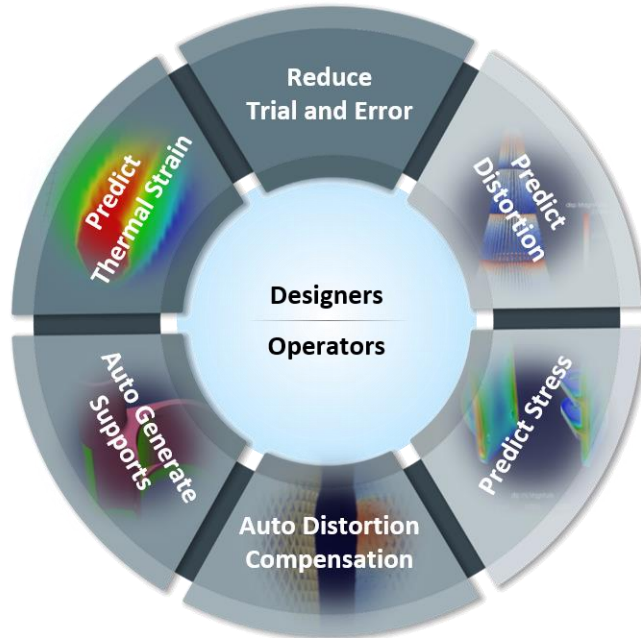 Reduce
Trial and Error
Predict
Distortion
Predict Stress
Auto Distortion
Compensation
Auto Generate
Supports
Predict
Thermal Strain
Designers
Operators